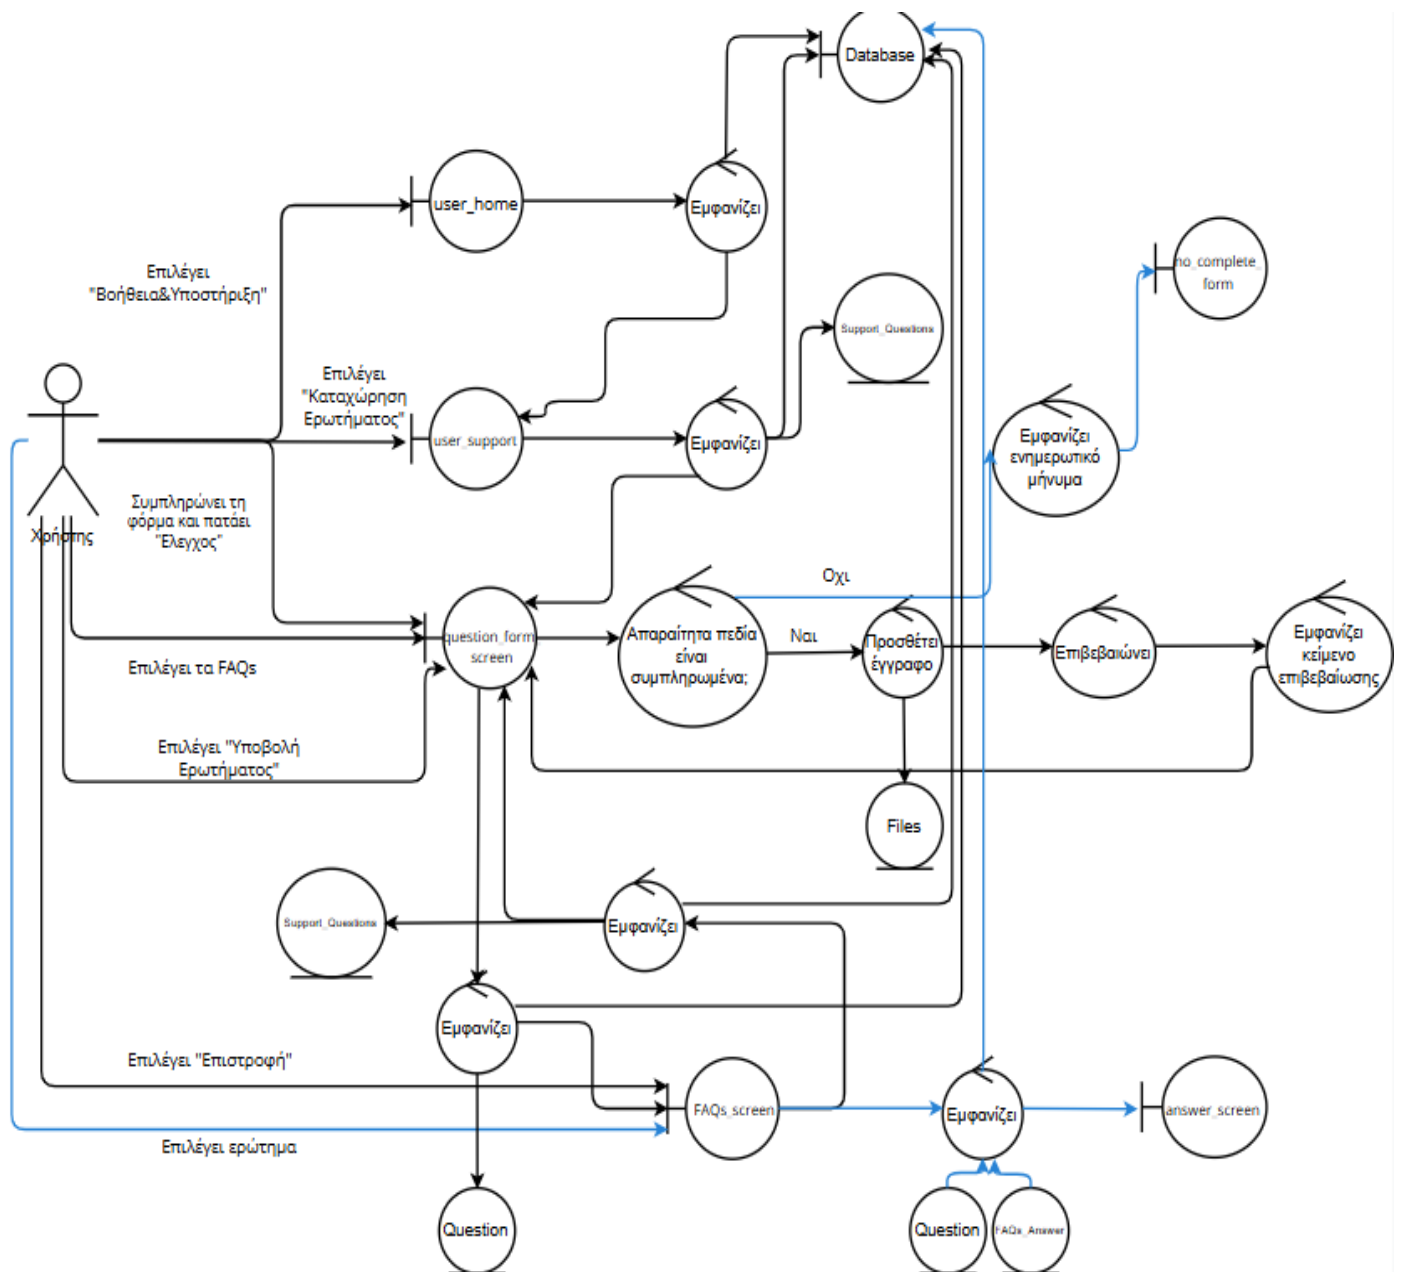 Database
user_home
Εμφανίζει
no_complete_
form
Επιλέγει
"Βοήθεια&Υποστήριξη"
Support_Questions
Επιλέγει
"Καταχώρηση
Ερωτήματος"
user_support
Εμφανίζει
Εμφανίζει
ενημερωτικό
μήνυμα
Συμπληρώνει τη
φόρμα και πατάει
"Έλεγχος"
Χρήστης
Οχι
question_form
screen
Απαραίτητα πεδία
είναι
συμπληρωμένα;
Ναι
Προσθέτει
έγγραφο
Επιβεβαιώνει
Εμφανίζει
κείμενο
επιβεβαίωσης
Επιλέγει τα FAQs
Επιλέγει "Υποβολή
Ερωτήματος"
Files
Support_Questions
Εμφανίζει
Εμφανίζει
Επιλέγει "Επιστροφή"
FAQs_screen
Εμφανίζει
answer_screen
Επιλέγει ερώτημα
Question
Question
FAQs_Answer